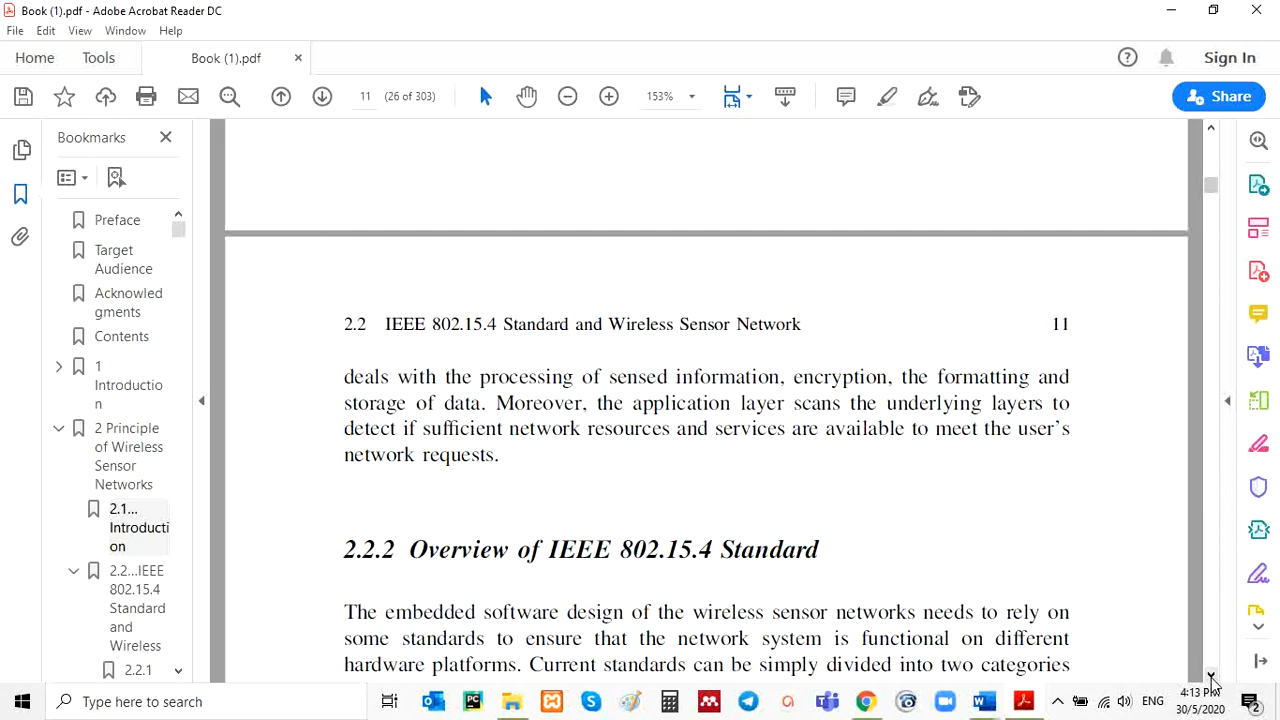 Book (1).pdf - Adobe Acrobat Reader DC
File Edit View Window Help
Home Tools Book (1).pdf × Sign In
11 (26 of 303) 153% Share
Bookmarks
Preface
Target
Audience
Acknowled
gments
Contents
1
Introductio
n
2 Principle
of Wireless
Sensor
Networks
2.1...
Introducti
on
2.2...IEEE
802.15.4
Standard
and
Wireless
2.2.1
2.2 IEEE 802.15.4 Standard and Wireless Sensor Network 11
deals with the processing of sensed information, encryption, the formatting and
storage of data. Moreover, the application layer scans the underlying layers to
detect if sufficient network resources and services are available to meet the user's
network requests.
2.2.2 Overview of IEEE 802.15.4 Standard
The embedded software design of the wireless sensor networks needs to rely on
some standards to ensure that the network system is functional on different
hardware platforms. Current standards can be simply divided into two categories
Type here to search ENG 4:13 PM
30/5/2020 2